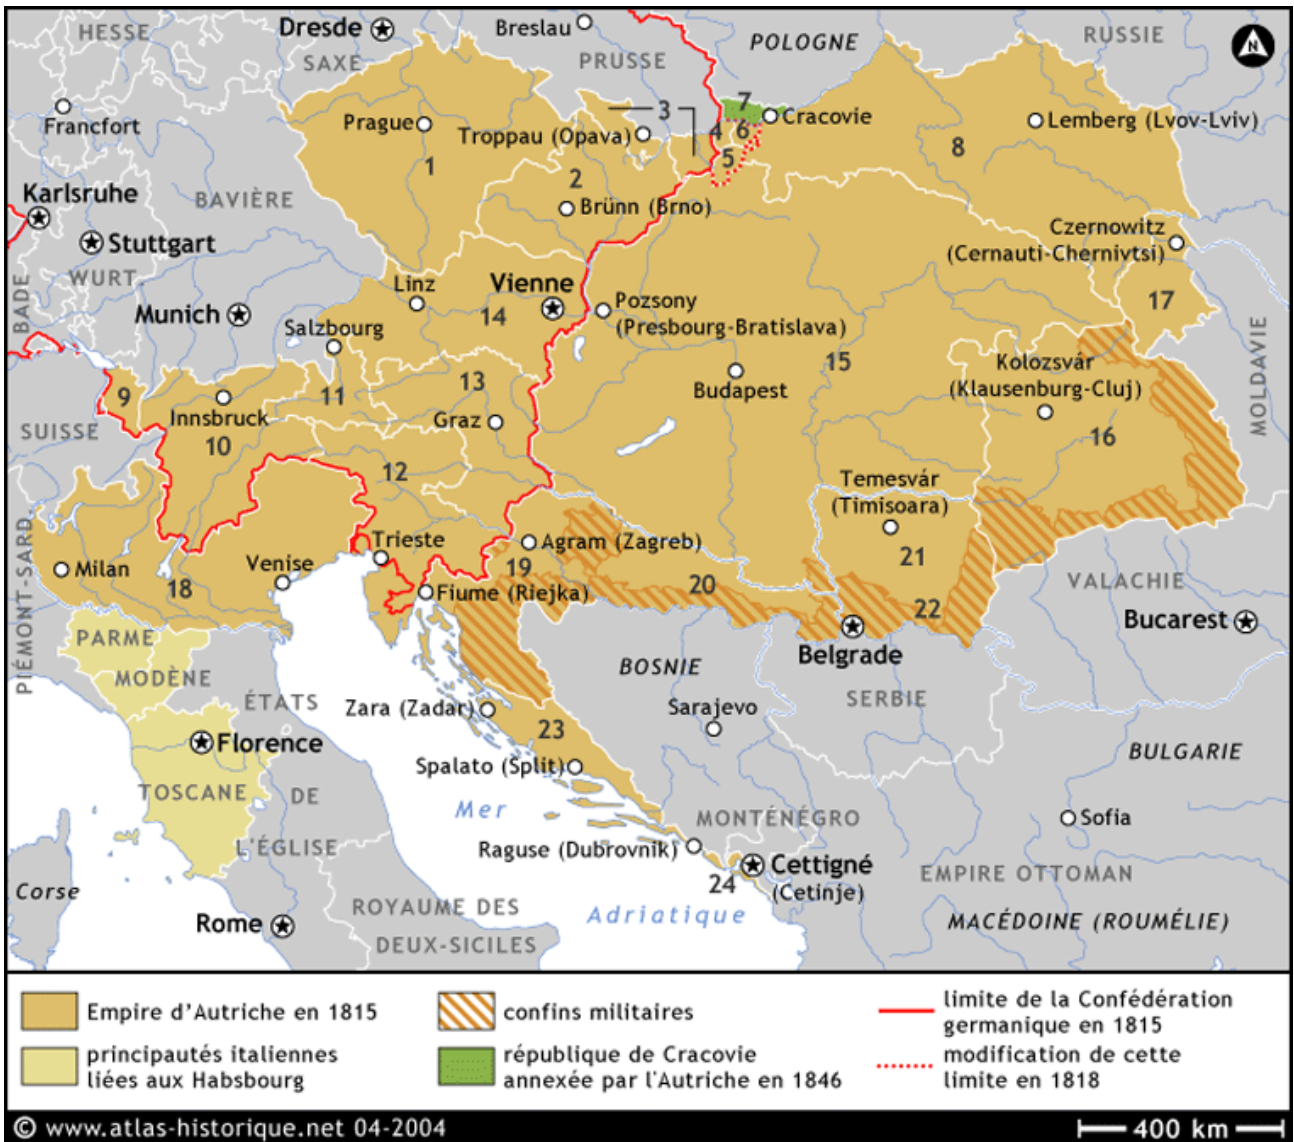 HESSE
Dresde
Breslau
POLOGNE
RUSSIE
N
SAXE
PRUSSE
Francfort
Prague
Troppau (Opava)
3
7
Cracovie
4
6
5
8
Lemberg (Lvov-Lviv)
1
2
Karlsruhe
BAVIÈRE
Brünn (Brno)
Stuttgart
Czernowitz
(Cernauti-Chernivtsi)
BADE
WURT.
Linz
Vienne
Pozsony
(Presbourg-Bratislava)
17
Munich
Salzbourg
14
MOLDAVIE
15
Kolozsvár
(Klausenburg-Cluj)
9
Innsbruck
11
13
Budapest
SUISSE
10
Graz
16
12
Temesvár
(Timisoara)
PIÉMONT-SARD.
Milan
Venise
Trieste
Agram (Zagreb)
21
18
19
20
22
VALACHIE
Fiume (Riejka)
Bucarest
PARME
Belgrade
MODÈNE
BOSNIE
ÉTATS
Zara (Zadar)
Sarajevo
SERBIE
Florence
23
BULGARIE
Spalato (Split)
TOSCANE
DE
Mer
MONTÉNÉGRO
Sofia
L'ÉGLISE
Raguse (Dubrovnik)
Cettigné
(Cetinje)
24
EMPIRE OTTOMAN
Corse
ROYAUME DES
DEUX-SICILES
Adriatique
MACÉDOINE (ROUMÉLIE)
Rome
Empire d'Autriche en 1815
confins militaires
limite de la Confédération
germanique en 1815
principautés italiennes
liées aux Habsbourg
république de Cracovie
annexée par l'Autriche en 1846
modification de cette
limite en 1818
© www.atlas-historique.net 04-2004
400 km